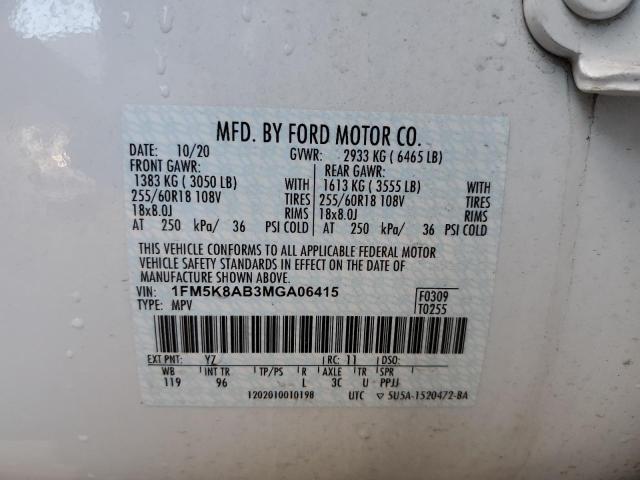 MFD. BY FORD MOTOR CO.
DATE: 10/20 GVWR: 2933 KG ( 6465 LB)
FRONT GAWR: REAR GAWR:
1383 KG ( 3050 LB) WITH 1613 KG ( 3555 LB) WITH
255/60R18 108V TIRES 255/60R18 108V TIRES
18x8.0J RIMS 18x8.0J RIMS
AT 250 kPa/ 36 PSI COLD AT 250 kPa/ 36 PSI COLD
THIS VEHICLE CONFORMS TO ALL APPLICABLE FEDERAL MOTOR
VEHICLE SAFETY STANDARDS IN EFFECT ON THE DATE OF
MANUFACTURE SHOWN ABOVE.
VIN: 1FM5K8AB3MGA06415 F0309
TYPE: MPV T0255
EXT PNT: YZ RC: 11 DSO:
WB INT TR TP/PS R AXLE TR SPR
119 96 L 3C U PPJJ
1202010010198 UTC ▽ 5U5A-1520472-BA